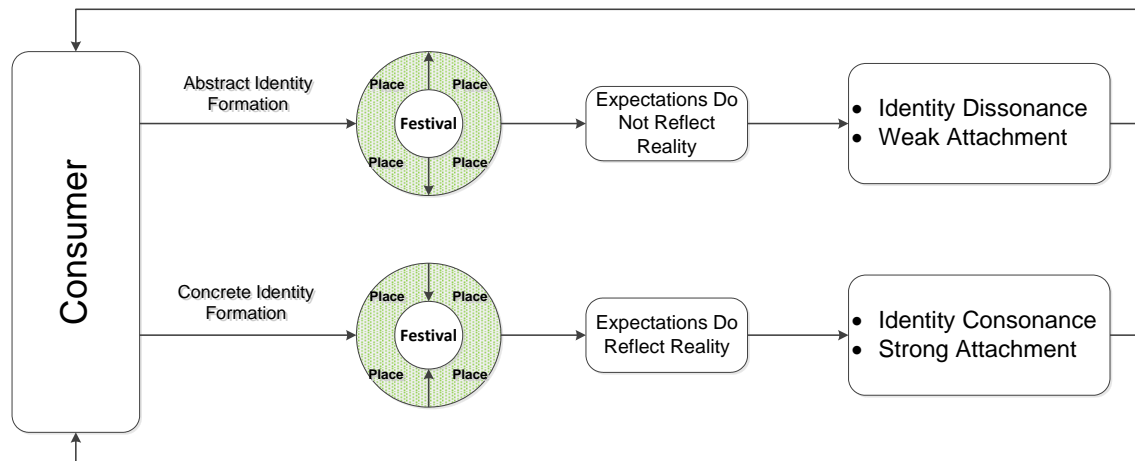 Consumer
Abstract Identity
Formation
Place
Place
Festival
Place
Place
Expectations Do
Not Reflect
Reality
• Identity Dissonance
• Weak Attachment
Concrete Identity
Formation
Place
Place
Festival
Place
Place
Expectations Do
Reflect Reality
• Identity Consonance
• Strong Attachment